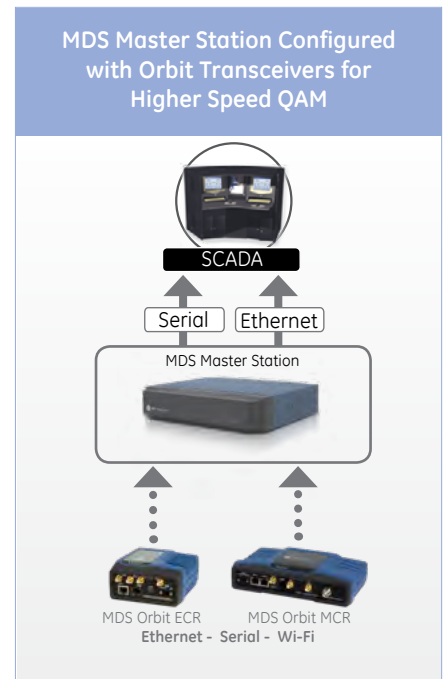 MDS Master Station Configured
with Orbit Transceivers for
Higher Speed QAM
SCADA
Serial Ethernet
MDS Master Station
MDS Orbit ECR MDS Orbit MCR
Ethernet - Serial - Wi-Fi